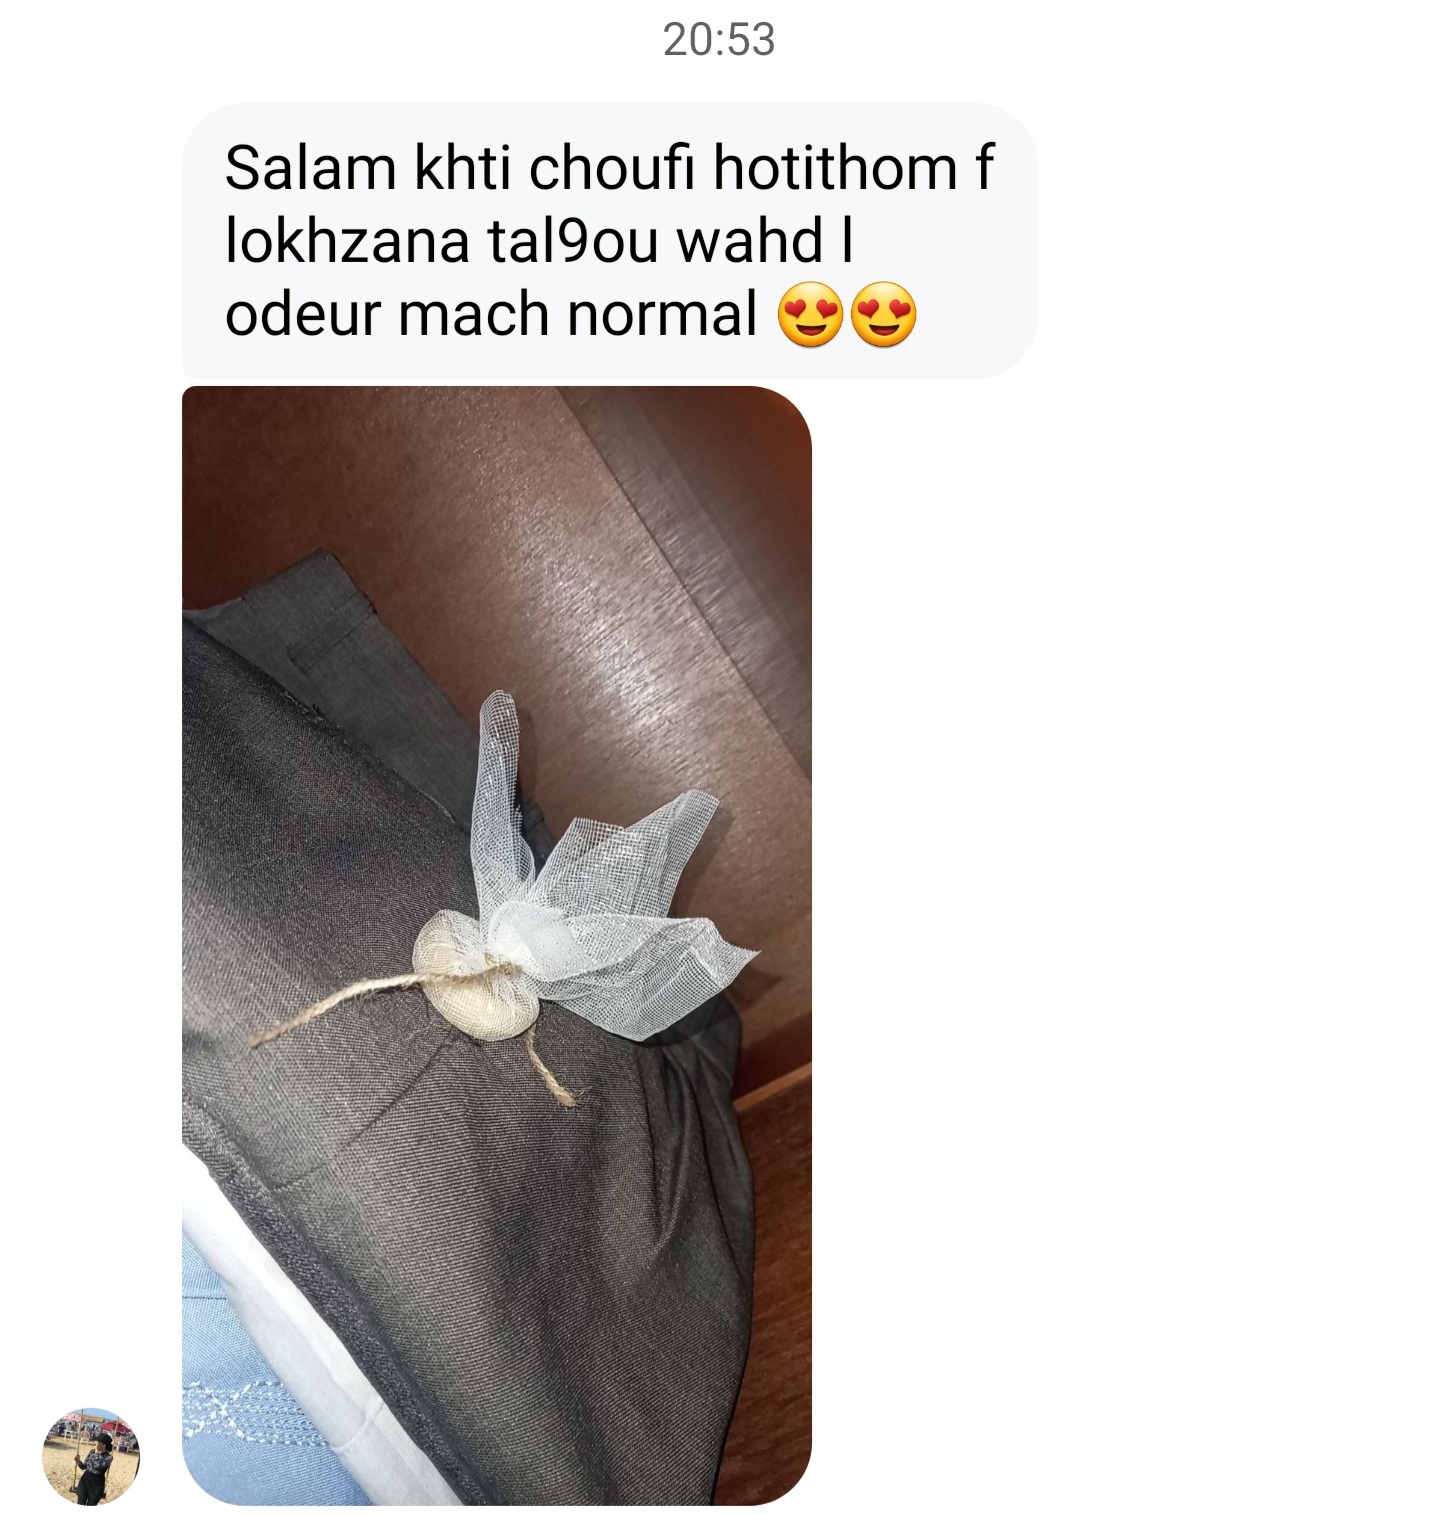 20:53
Salam khti choufi hotithom f
lokhzana tal9ou wahd l
odeur mach normal 😍😍